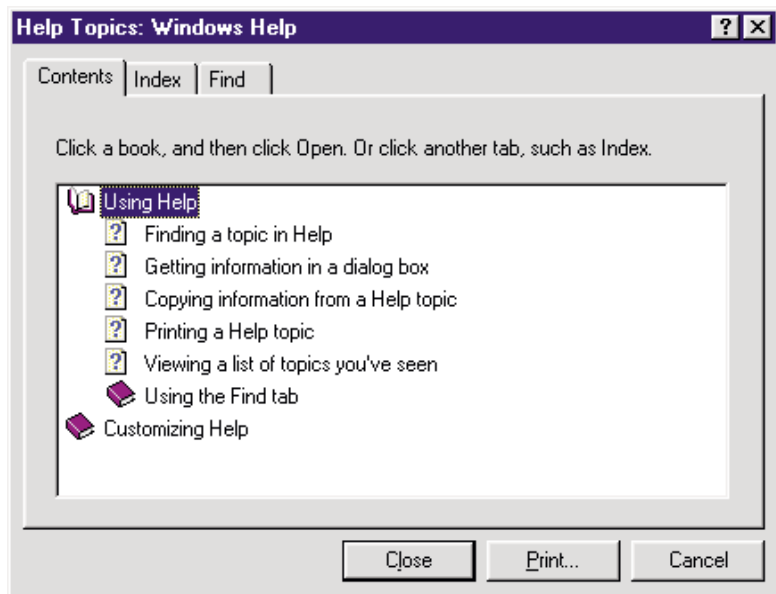 Help Topics: Windows Help
Contents Index Find
Click a book, and then click Open. Or click another tab, such as Index.
Using Help
Finding a topic in Help
Getting information in a dialog box
Copying information from a Help topic
Printing a Help topic
Viewing a list of topics you've seen
Using the Find tab
Customizing Help
Close Print... Cancel